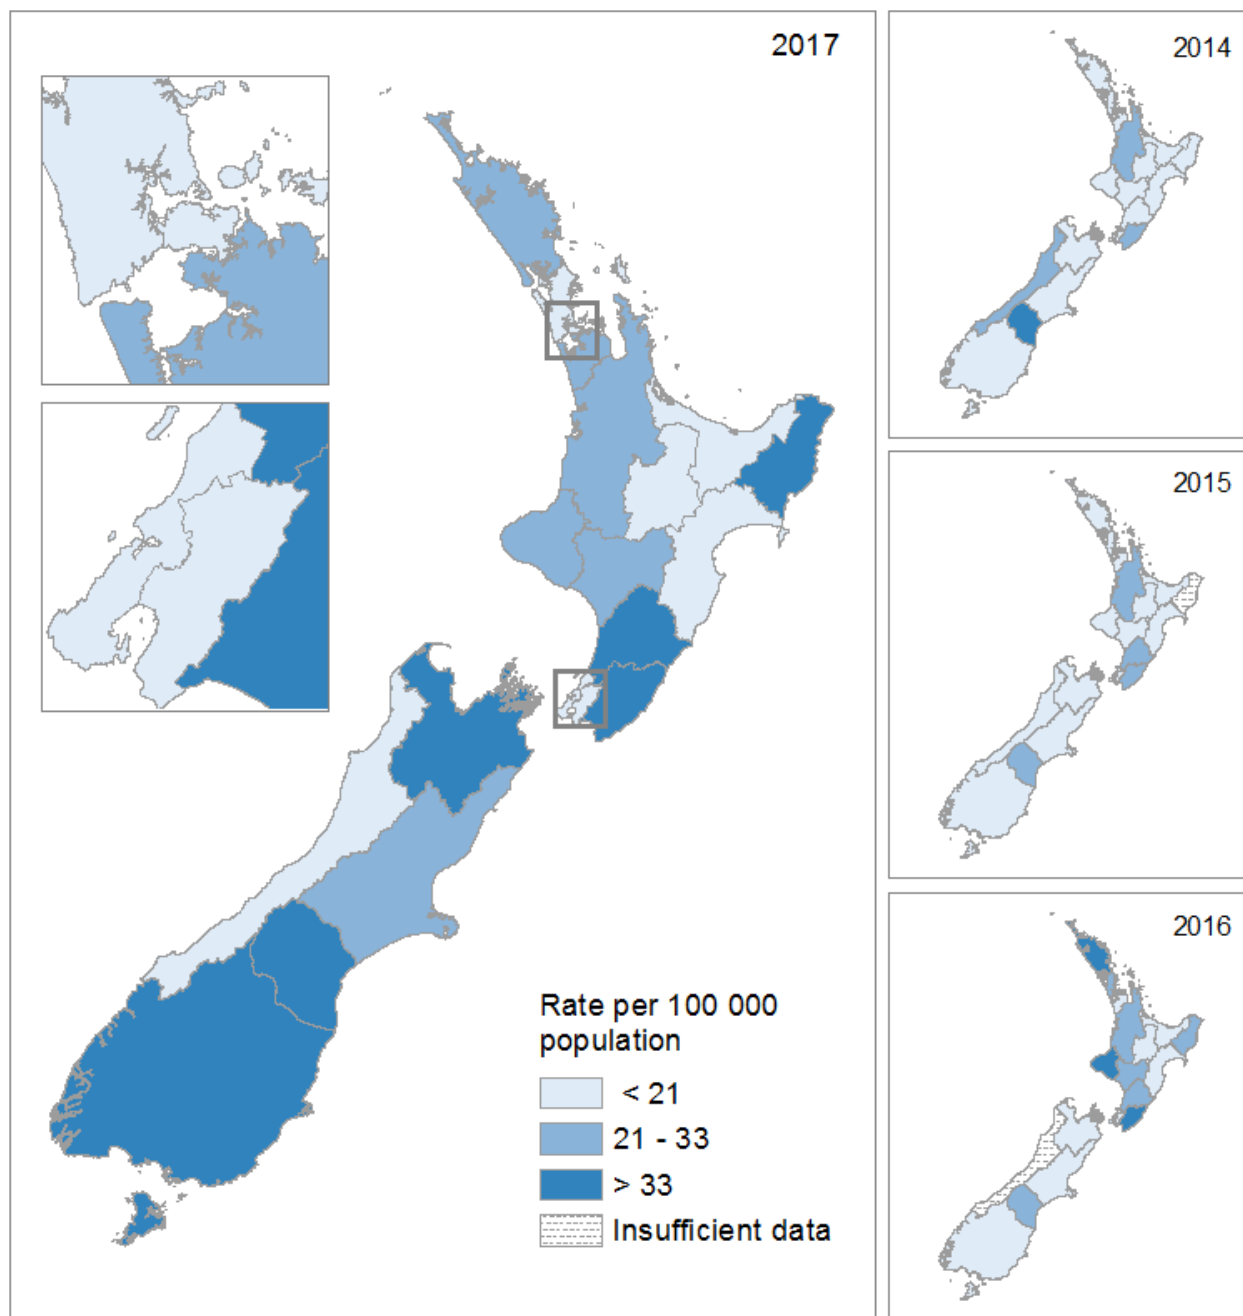 2017
2014
2015
2016
Rate per 100 000
population
< 21
21 - 33
> 33
Insufficient data